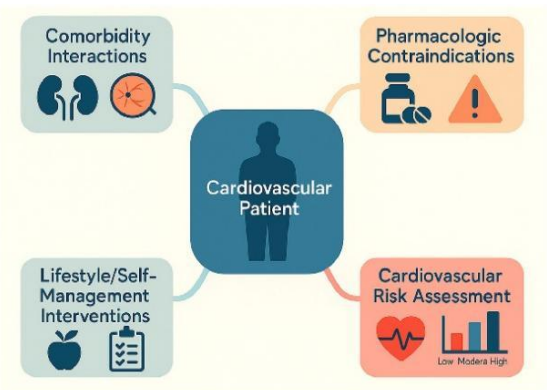 Comorbidity
Interactions
Pharmacologic
Contraindications
Cardiovascular
Patient
Lifestyle/Self-
Management
Interventions
Cardiovascular
Risk Assessment
Low Modera High